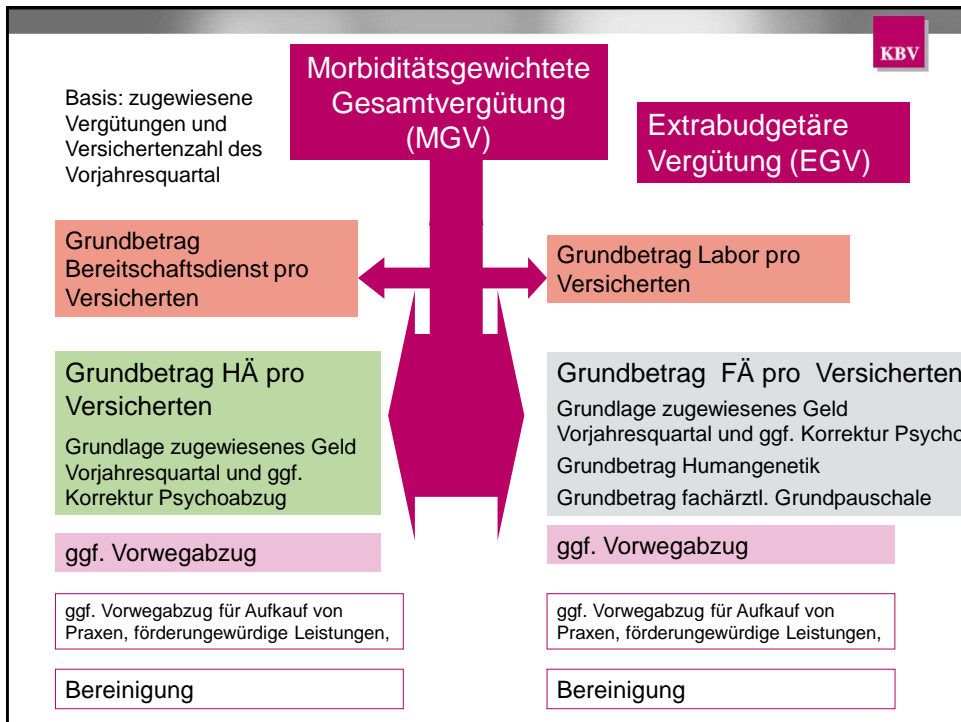 KBV
Morbiditätsgewichtete
Gesamtvergütung
(MGV)
Basis: zugewiesene
Vergütungen und
Versichertenzahl des
Vorjahresquartal
Extrabudgetäre
Vergütung (EGV)
Grundbetrag
Bereitschaftsdienst pro
Versicherten
Grundbetrag Labor pro
Versicherten
Grundbetrag HÄ pro
Versicherten
Grundlage zugewiesenes Geld
Vorjahresquartal und ggf.
Korrektur Psychoabzug
Grundbetrag FÄ pro Versicherten
Grundlage zugewiesenes Geld
Vorjahresquartal und ggf. Korrektur Psycho
Grundbetrag Humangenetik
Grundbetrag fachärztl. Grundpauschale
ggf. Vorwegabzug
ggf. Vorwegabzug
ggf. Vorwegabzug für Aufkauf von
Praxen, förderungewürdige Leistungen,
ggf. Vorwegabzug für Aufkauf von
Praxen, förderungewürdige Leistungen,
Bereinigung
Bereinigung